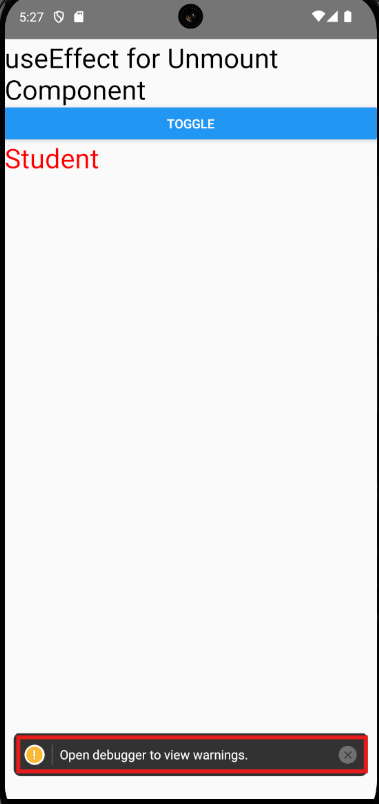 5:27
useEffect for Unmount
Component
TOGGLE
Student
Open debugger to view warnings.